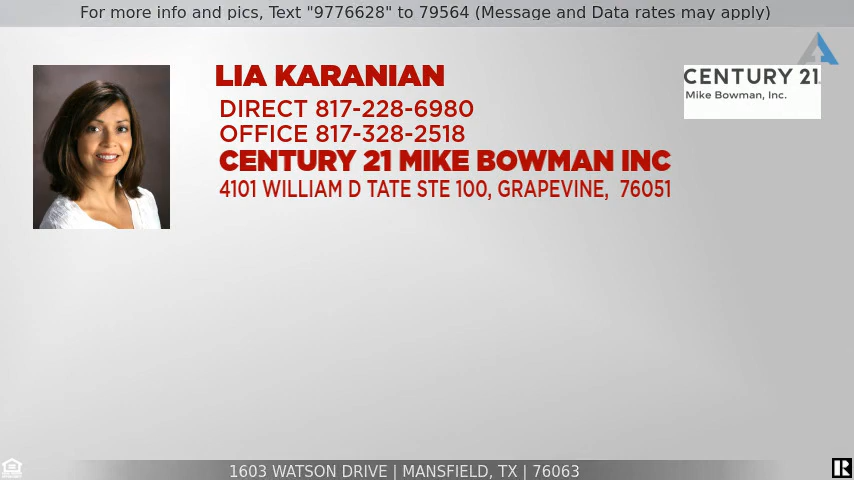 For more info and pics, Text "9776628" to 79564 (Message and Data rates may apply)
LIA KARANIAN
DIRECT 817-228-6980
OFFICE 817-328-2518
CENTURY 21 MIKE BOWMAN INC
4101 WILLIAM D TATE STE 100, GRAPEVINE, 76051
CENTURY 21.
Mike Bowman, Inc.
1603 WATSON DRIVE | MANSFIELD, TX | 76063